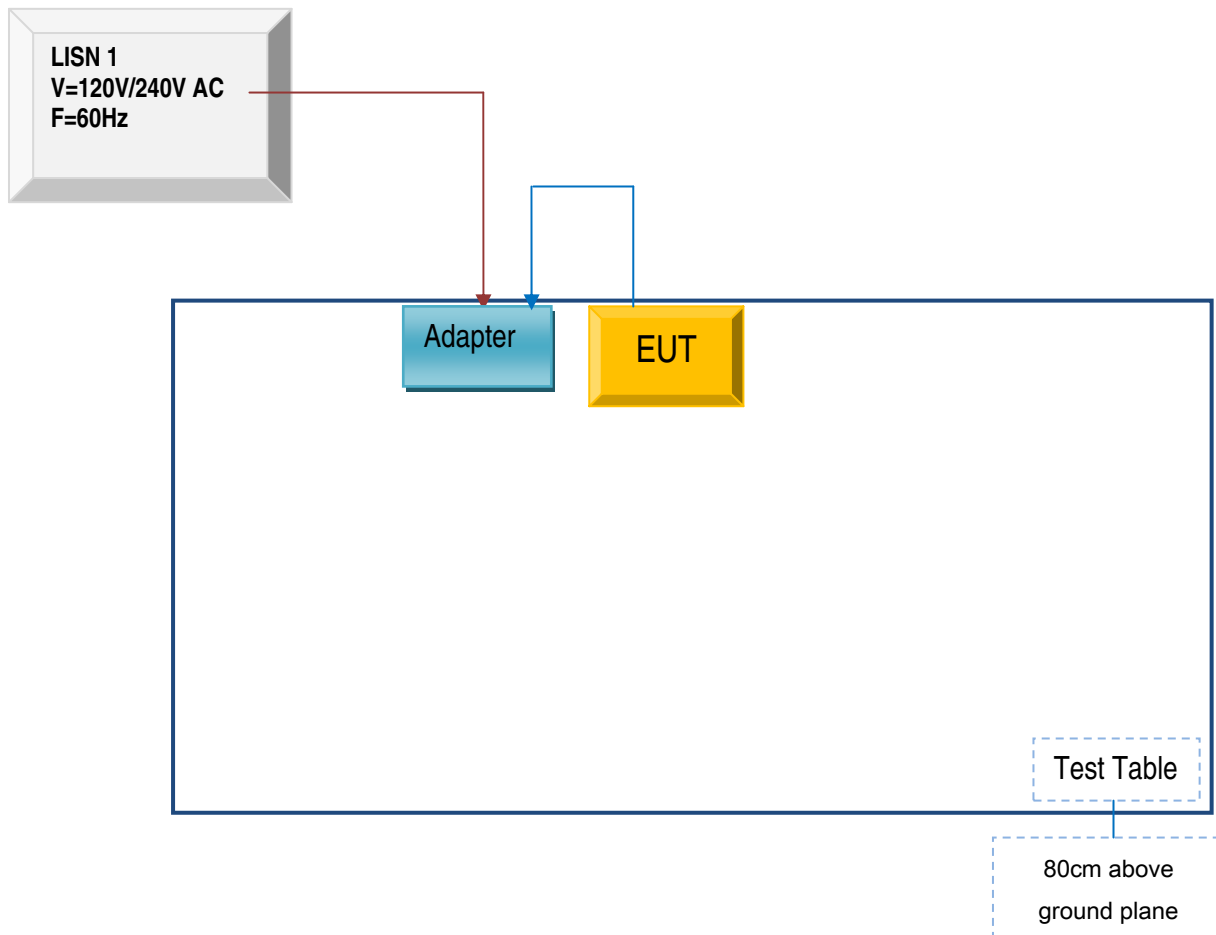 LISN 1
V=120V/240V AC
F=60Hz
Adapter
EUT
Test Table
80cm above
ground plane